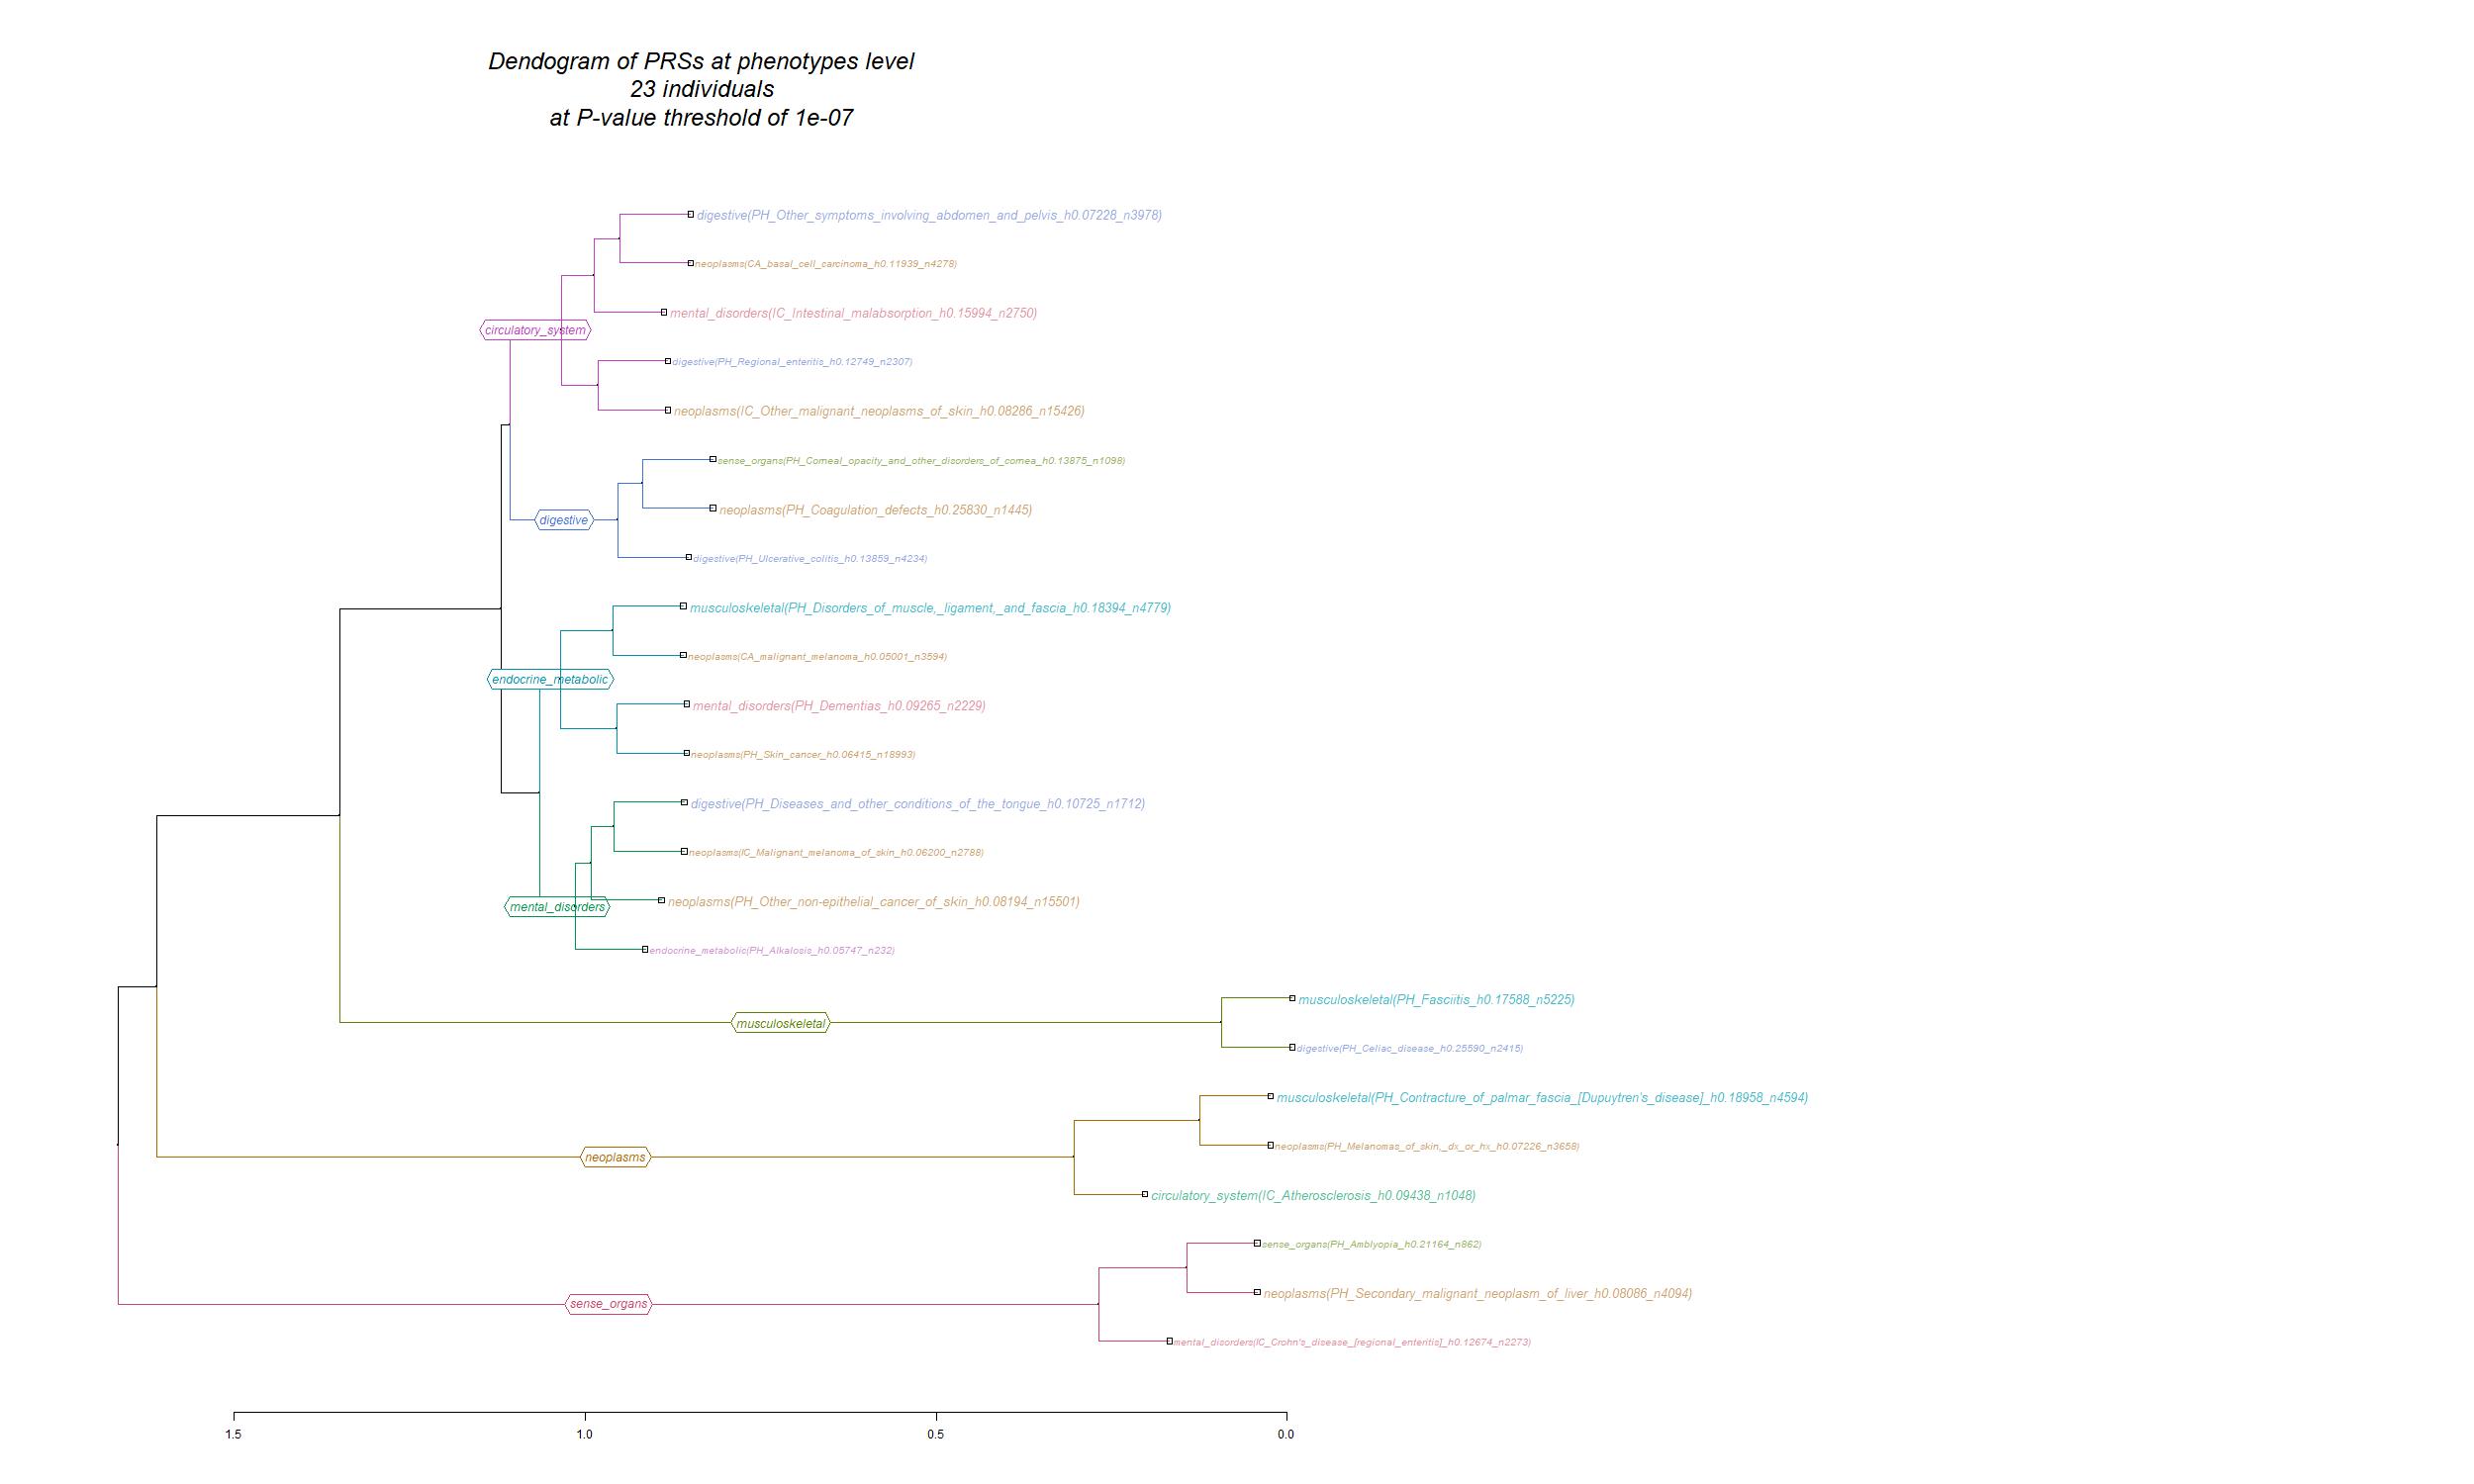 Dendogram of PRSs at phenotypes level
23 individuals
at P-value threshold of 1e-07
digestive(PH_Other_symptoms_involving_abdomen_and_pelvis_h0.07228_n3978)
neoplasms(CA_basal_cell_carcinoma_h0.11939_n4278)
mental_disorders(IC_Intestinal_malabsorption_h0.15994_n2750)
circulatory_system
digestive(PH_Regional_enteritis_h0.12749_n2307)
neoplasms(IC_Other_malignant_neoplasms_of_skin_h0.08286_n15426)
sense_organs(PH_Corneal_opacity_and_other_disorders_of_cornea_h0.13875_n1098)
neoplasms(PH_Coagulation_defects_h0.25830_n1445)
digestive
digestive(PH_Ulcerative_colitis_h0.13859_n4234)
musculoskeletal(PH_Disorders_of_muscle,_ligament,_and_fascia_h0.18394_n4779)
neoplasms(CA_malignant_melanoma_h0.05001_n3594)
endocrine_metabolic
mental_disorders(PH_Dementias_h0.09265_n2229)
neoplasms(PH_Skin_cancer_h0.06415_n18993)
digestive(PH_Diseases_and_other_conditions_of_the_tongue_h0.10725_n1712)
neoplasms(IC_Malignant_melanoma_of_skin_h0.06200_n2788)
neoplasms(PH_Other_non-epithelial_cancer_of_skin_h0.08194_n15501)
mental_disorders
endocrine_metabolic(PH_Alkalosis_h0.05747_n232)
musculoskeletal(PH_Fasciitis_h0.17588_n5225)
musculoskeletal
digestive(PH_Celiac_disease_h0.25590_n2415)
musculoskeletal(PH_Contracture_of_palmar_fascia_[Dupuytren's_disease]_h0.18958_n4594)
neoplasms(PH_Melanomas_of_skin,_dx_or_hx_h0.07226_n3658)
neoplasms
circulatory_system(IC_Atherosclerosis_h0.09438_n1048)
sense_organs(PH_Amblyopia_h0.21164_n862)
neoplasms(PH_Secondary_malignant_neoplasm_of_liver_h0.08086_n4094)
sense_organs
mental_disorders(IC_Crohn's_disease_[regional_enteritis]_h0.12674_n2273)
1.5 1.0 0.5 0.0